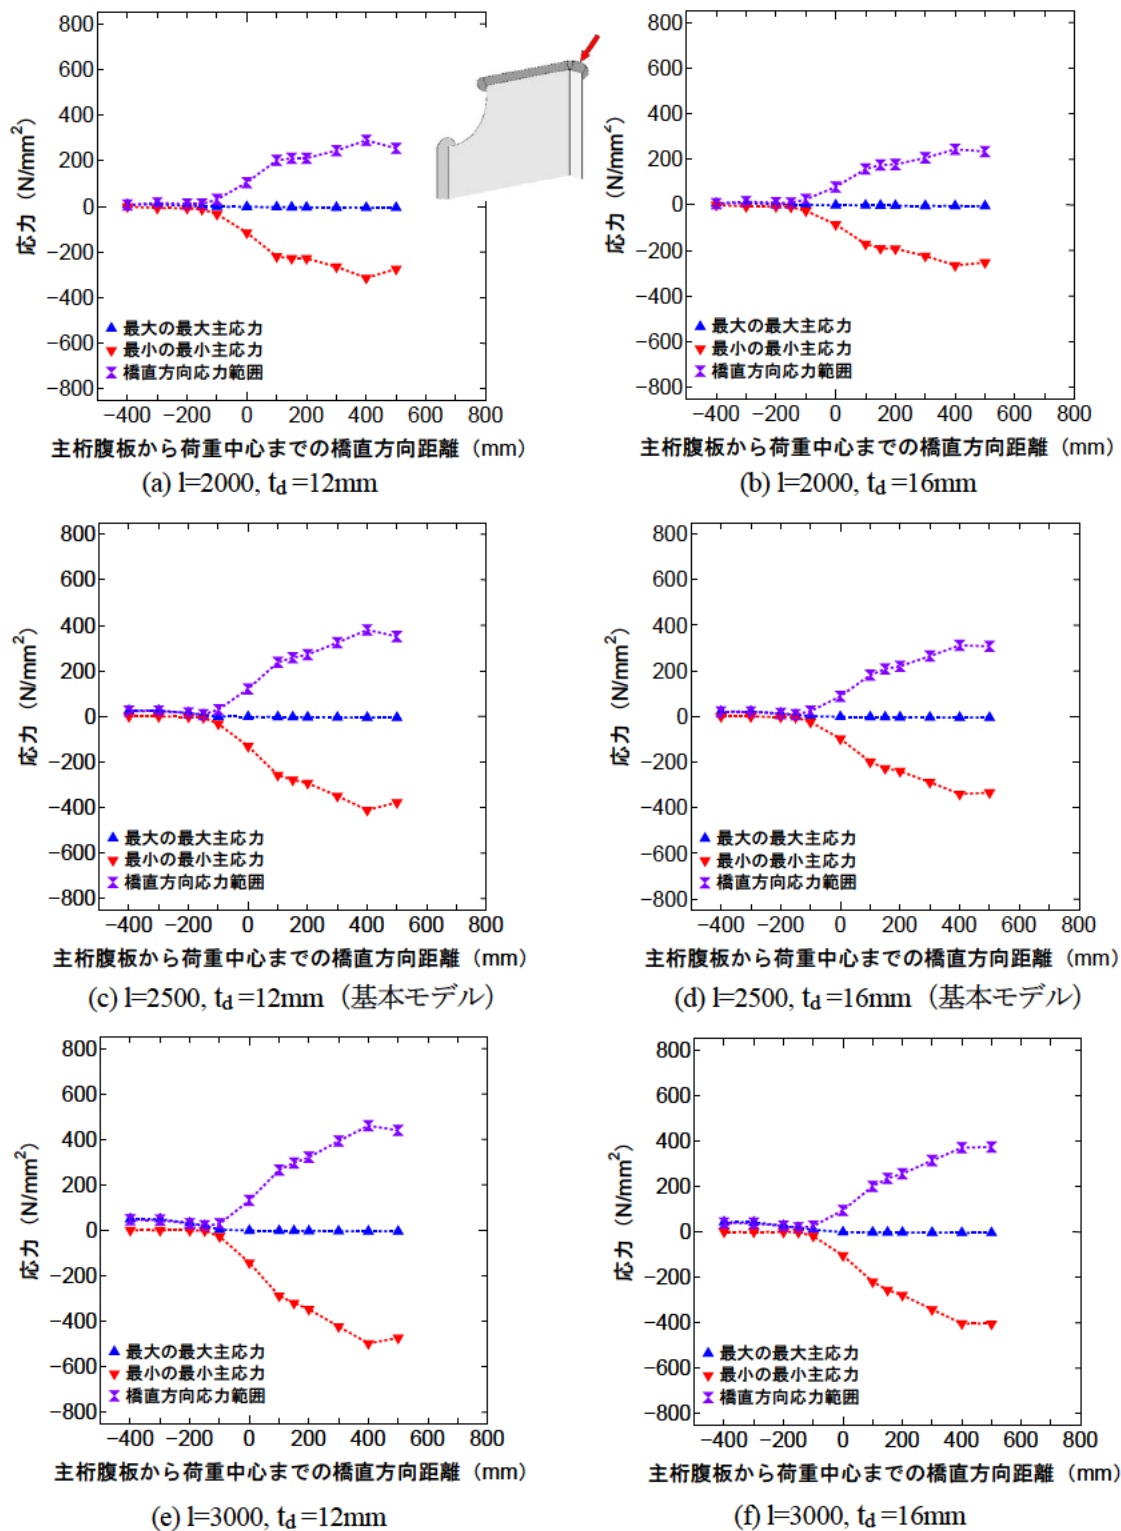 800
600
400
200
0
−200
−400
−600
−800
応力 (N/mm²)
最大の最大主応力
最小の最小主応力
橋直方向応力範囲
−400 −200 0 200 400 600 800
主桁腹板から荷重中心までの橋直方向距離 (mm)
(a) l=2000, td =12mm
800
600
400
200
0
−200
−400
−600
−800
応力 (N/mm²)
最大の最大主応力
最小の最小主応力
橋直方向応力範囲
−400 −200 0 200 400 600 800
主桁腹板から荷重中心までの橋直方向距離 (mm)
(b) l=2000, td =16mm
800
600
400
200
0
−200
−400
−600
−800
応力 (N/mm²)
最大の最大主応力
最小の最小主応力
橋直方向応力範囲
−400 −200 0 200 400 600 800
主桁腹板から荷重中心までの橋直方向距離 (mm)
(c) l=2500, td =12mm（基本モデル）
800
600
400
200
0
−200
−400
−600
−800
応力 (N/mm²)
最大の最大主応力
最小の最小主応力
橋直方向応力範囲
−400 −200 0 200 400 600 800
主桁腹板から荷重中心までの橋直方向距離 (mm)
(d) l=2500, td =16mm（基本モデル）
800
600
400
200
0
−200
−400
−600
−800
応力 (N/mm²)
最大の最大主応力
最小の最小主応力
橋直方向応力範囲
−400 −200 0 200 400 600 800
主桁腹板から荷重中心までの橋直方向距離 (mm)
(e) l=3000, td =12mm
800
600
400
200
0
−200
−400
−600
−800
応力 (N/mm²)
最大の最大主応力
最小の最小主応力
橋直方向応力範囲
−400 −200 0 200 400 600 800
主桁腹板から荷重中心までの橋直方向距離 (mm)
(f) l=3000, td =16mm